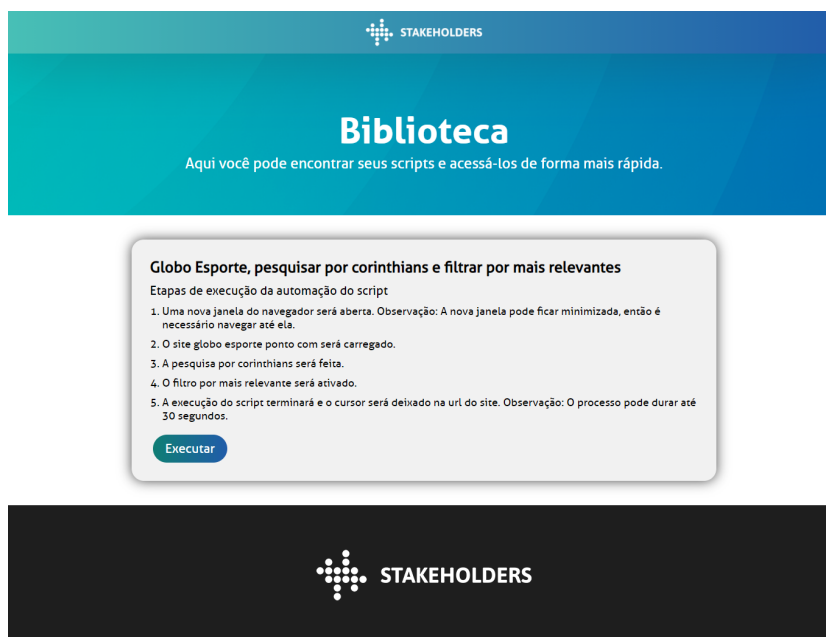 STAKEHOLDERS
Biblioteca
Aqui você pode encontrar seus scripts e acessá-los de forma mais rápida.
Globo Esporte, pesquisar por corinthians e filtrar por mais relevantes
Etapas de execução da automação do script
1. Uma nova janela do navegador será aberta. Observação: A nova janela pode ficar minimizada, então é
necessário navegar até ela.
2. O site globo esporte ponto com será carregado.
3. A pesquisa por corinthians será feita.
4. O filtro por mais relevante será ativado.
5. A execução do script terminará e o cursor será deixado na url do site. Observação: O processo pode durar até
30 segundos.
Executar
STAKEHOLDERS